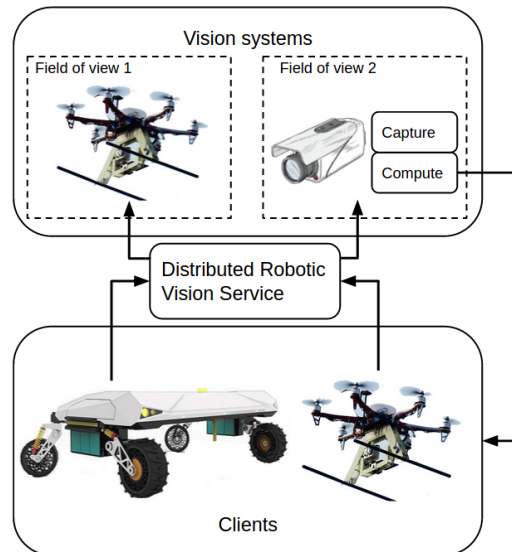 Vision systems
Field of view 1
Field of view 2
Capture
Compute
Distributed Robotic
Vision Service
Clients